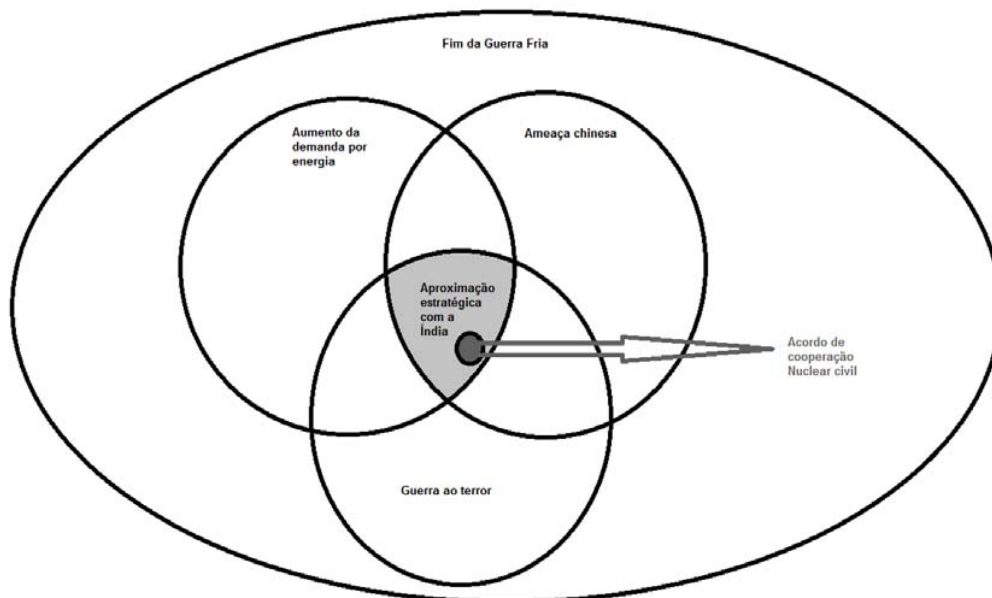 Fim da Guerra Fria
Aumento da
demanda por
energia
Ameaça chinesa
Aproximação
estratégica
com a
Índia
Acordo de
cooperação
Nuclear civil
Guerra ao terror